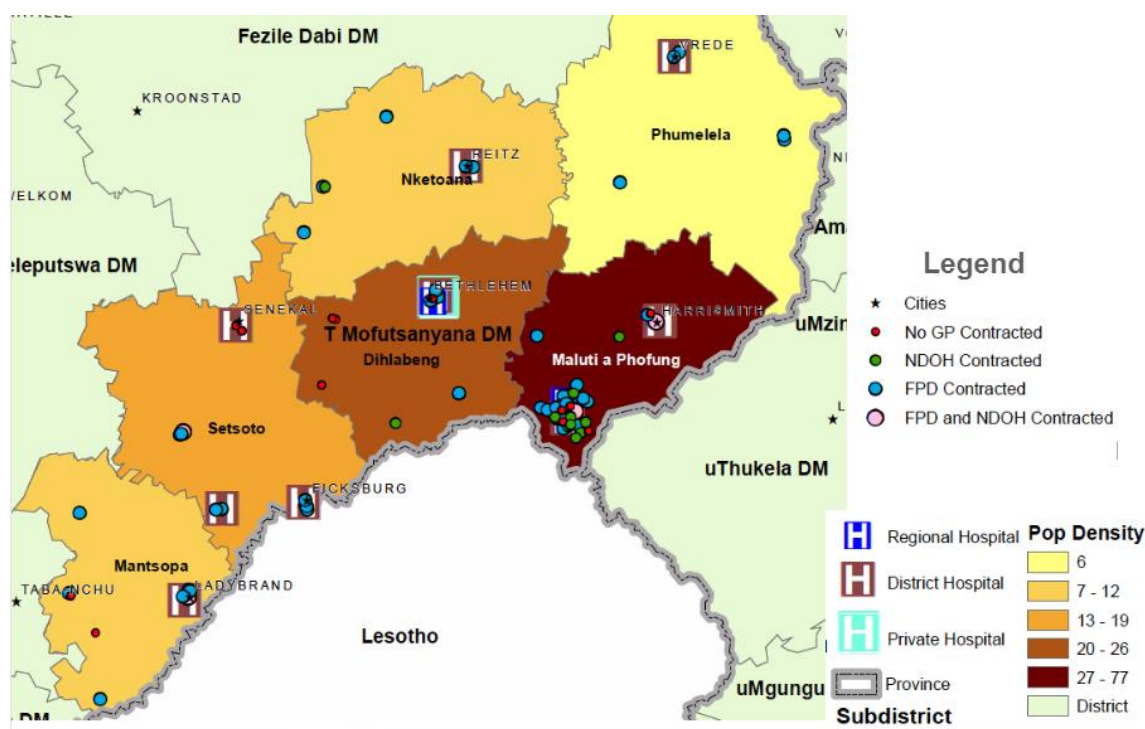 Fezile Dabi DM
VREDE
KROONSTAD
Phumelela
REITZ
Nketoana
ELKOM
Am
eleputswa DM
Legend
BETHLEHEM
Cities
SENEKAL
HARRISMITH
uMzin
No GP Contracted
T Mofutsanyana DM
Dihlabeng
Maluti a Phofung
NDOH Contracted
FPD Contracted
FPD and NDOH Contracted
Setsoto
uThukela DM
FICKSBURG
Regional Hospital
Pop Density
6
District Hospital
7 - 12
Mantsopa
LADYBRAND
TABA NCHU
13 - 19
Private Hospital
20 - 26
Lesotho
27 - 77
uMgungu
Province
District
DM
Subdistrict